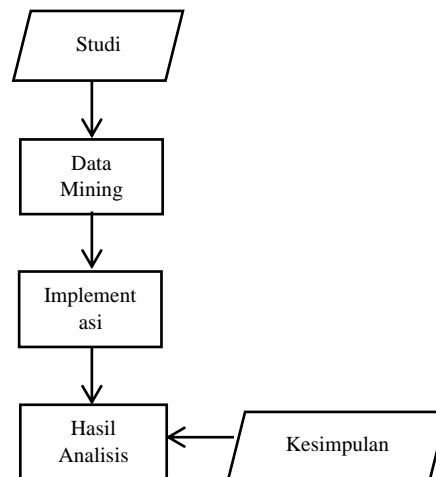 Studi
Data
Mining
Implement
asi
Hasil
Analisis
Kesimpulan